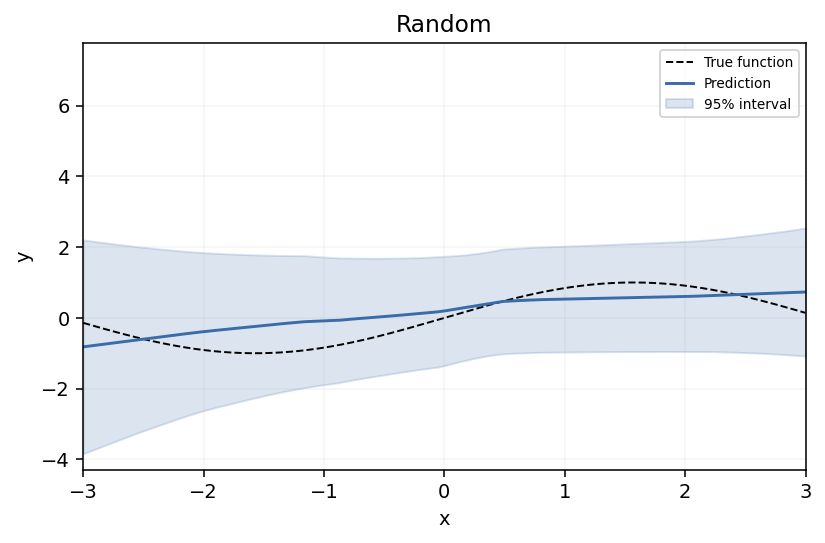 Random
True function
Prediction
95% interval
y
6
4
2
0
−2
−4
−3
−2
−1
0
1
2
3
x